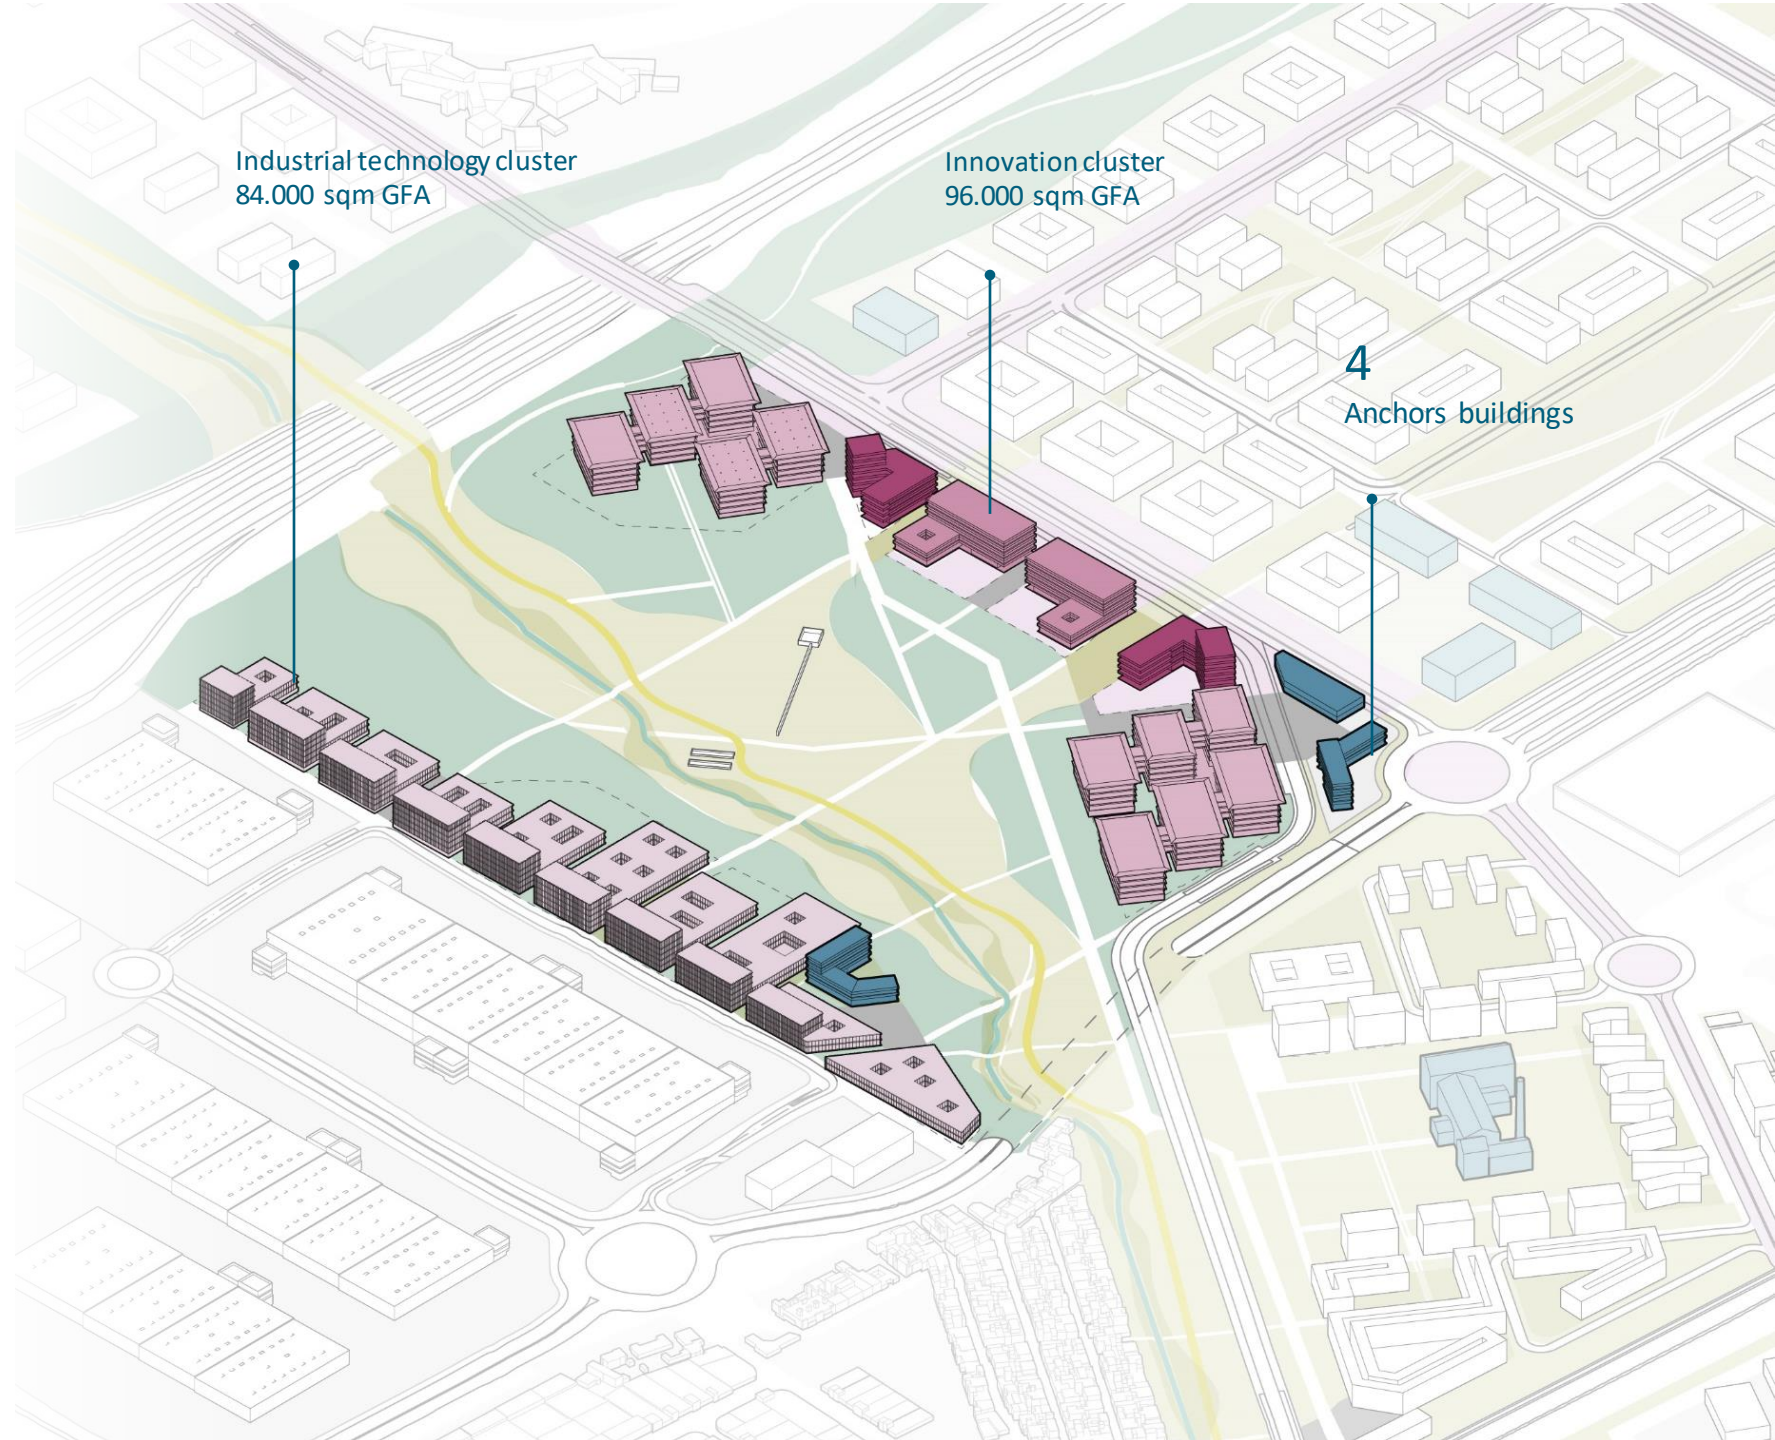 Industrial technology cluster
84.000 sqm GFA
Innovation cluster
96.000 sqm GFA
4
Anchors buildings